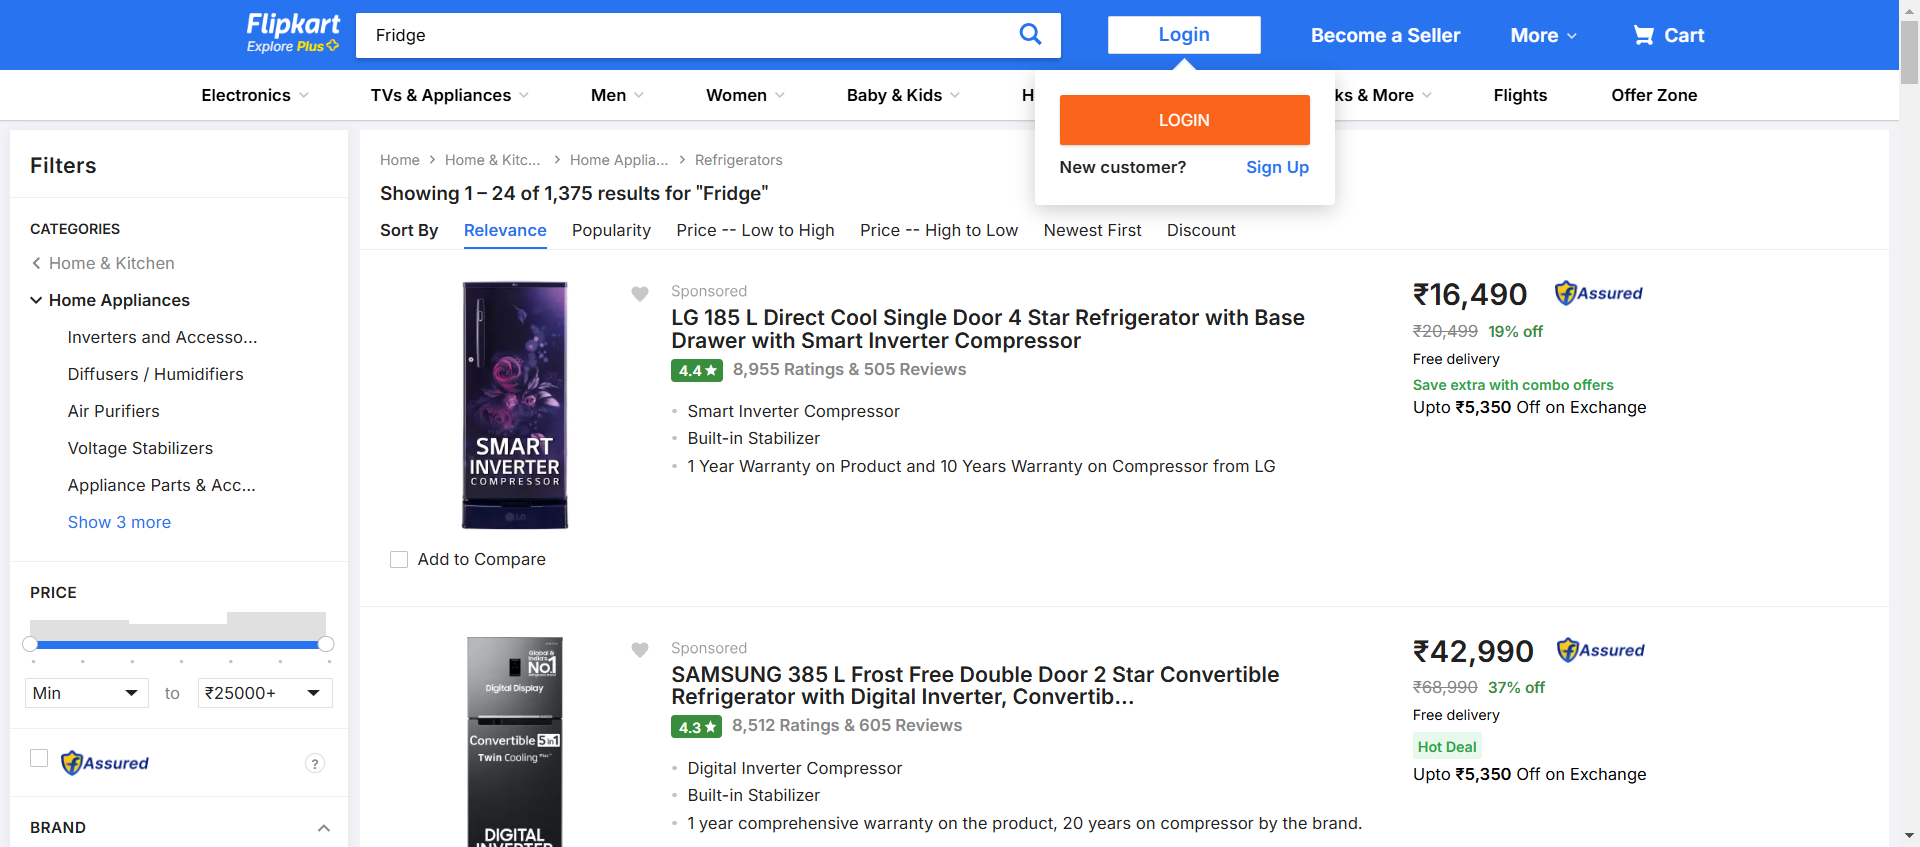 Flipkart
Explore Plus
Fridge
Login
Become a Seller
More
Cart
Electronics
TVs & Appliances
Men
Women
Baby & Kids
H
ks & More
Flights
Offer Zone
LOGIN
New customer? Sign Up
Filters
CATEGORIES
Home & Kitchen
Home Appliances
Inverters and Accesso...
Diffusers / Humidifiers
Air Purifiers
Voltage Stabilizers
Appliance Parts & Acc...
Show 3 more
PRICE
Min to ₹25000+
Assured
?
BRAND
Home > Home & Kitc... > Home Applia... > Refrigerators
Showing 1 – 24 of 1,375 results for "Fridge"
Sort By Relevance Popularity Price -- Low to High Price -- High to Low Newest First Discount
SMART
INVERTER
COMPRESSOR
LG
Add to Compare
Sponsored
LG 185 L Direct Cool Single Door 4 Star Refrigerator with Base
Drawer with Smart Inverter Compressor
4.4★ 8,955 Ratings & 505 Reviews
• Smart Inverter Compressor
• Built-in Stabilizer
• 1 Year Warranty on Product and 10 Years Warranty on Compressor from LG
₹16,490 Assured
₹20,499 19% off
Free delivery
Save extra with combo offers
Upto ₹5,350 Off on Exchange
Global &
India's
No1
Digital Display
Convertible 5in1
Twin Cooling Plus™
DIGITAL
INVERTER
Sponsored
SAMSUNG 385 L Frost Free Double Door 2 Star Convertible
Refrigerator with Digital Inverter, Convertib...
4.3★ 8,512 Ratings & 605 Reviews
• Digital Inverter Compressor
• Built-in Stabilizer
• 1 year comprehensive warranty on the product, 20 years on compressor by the brand.
₹42,990 Assured
₹68,990 37% off
Free delivery
Hot Deal
Upto ₹5,350 Off on Exchange